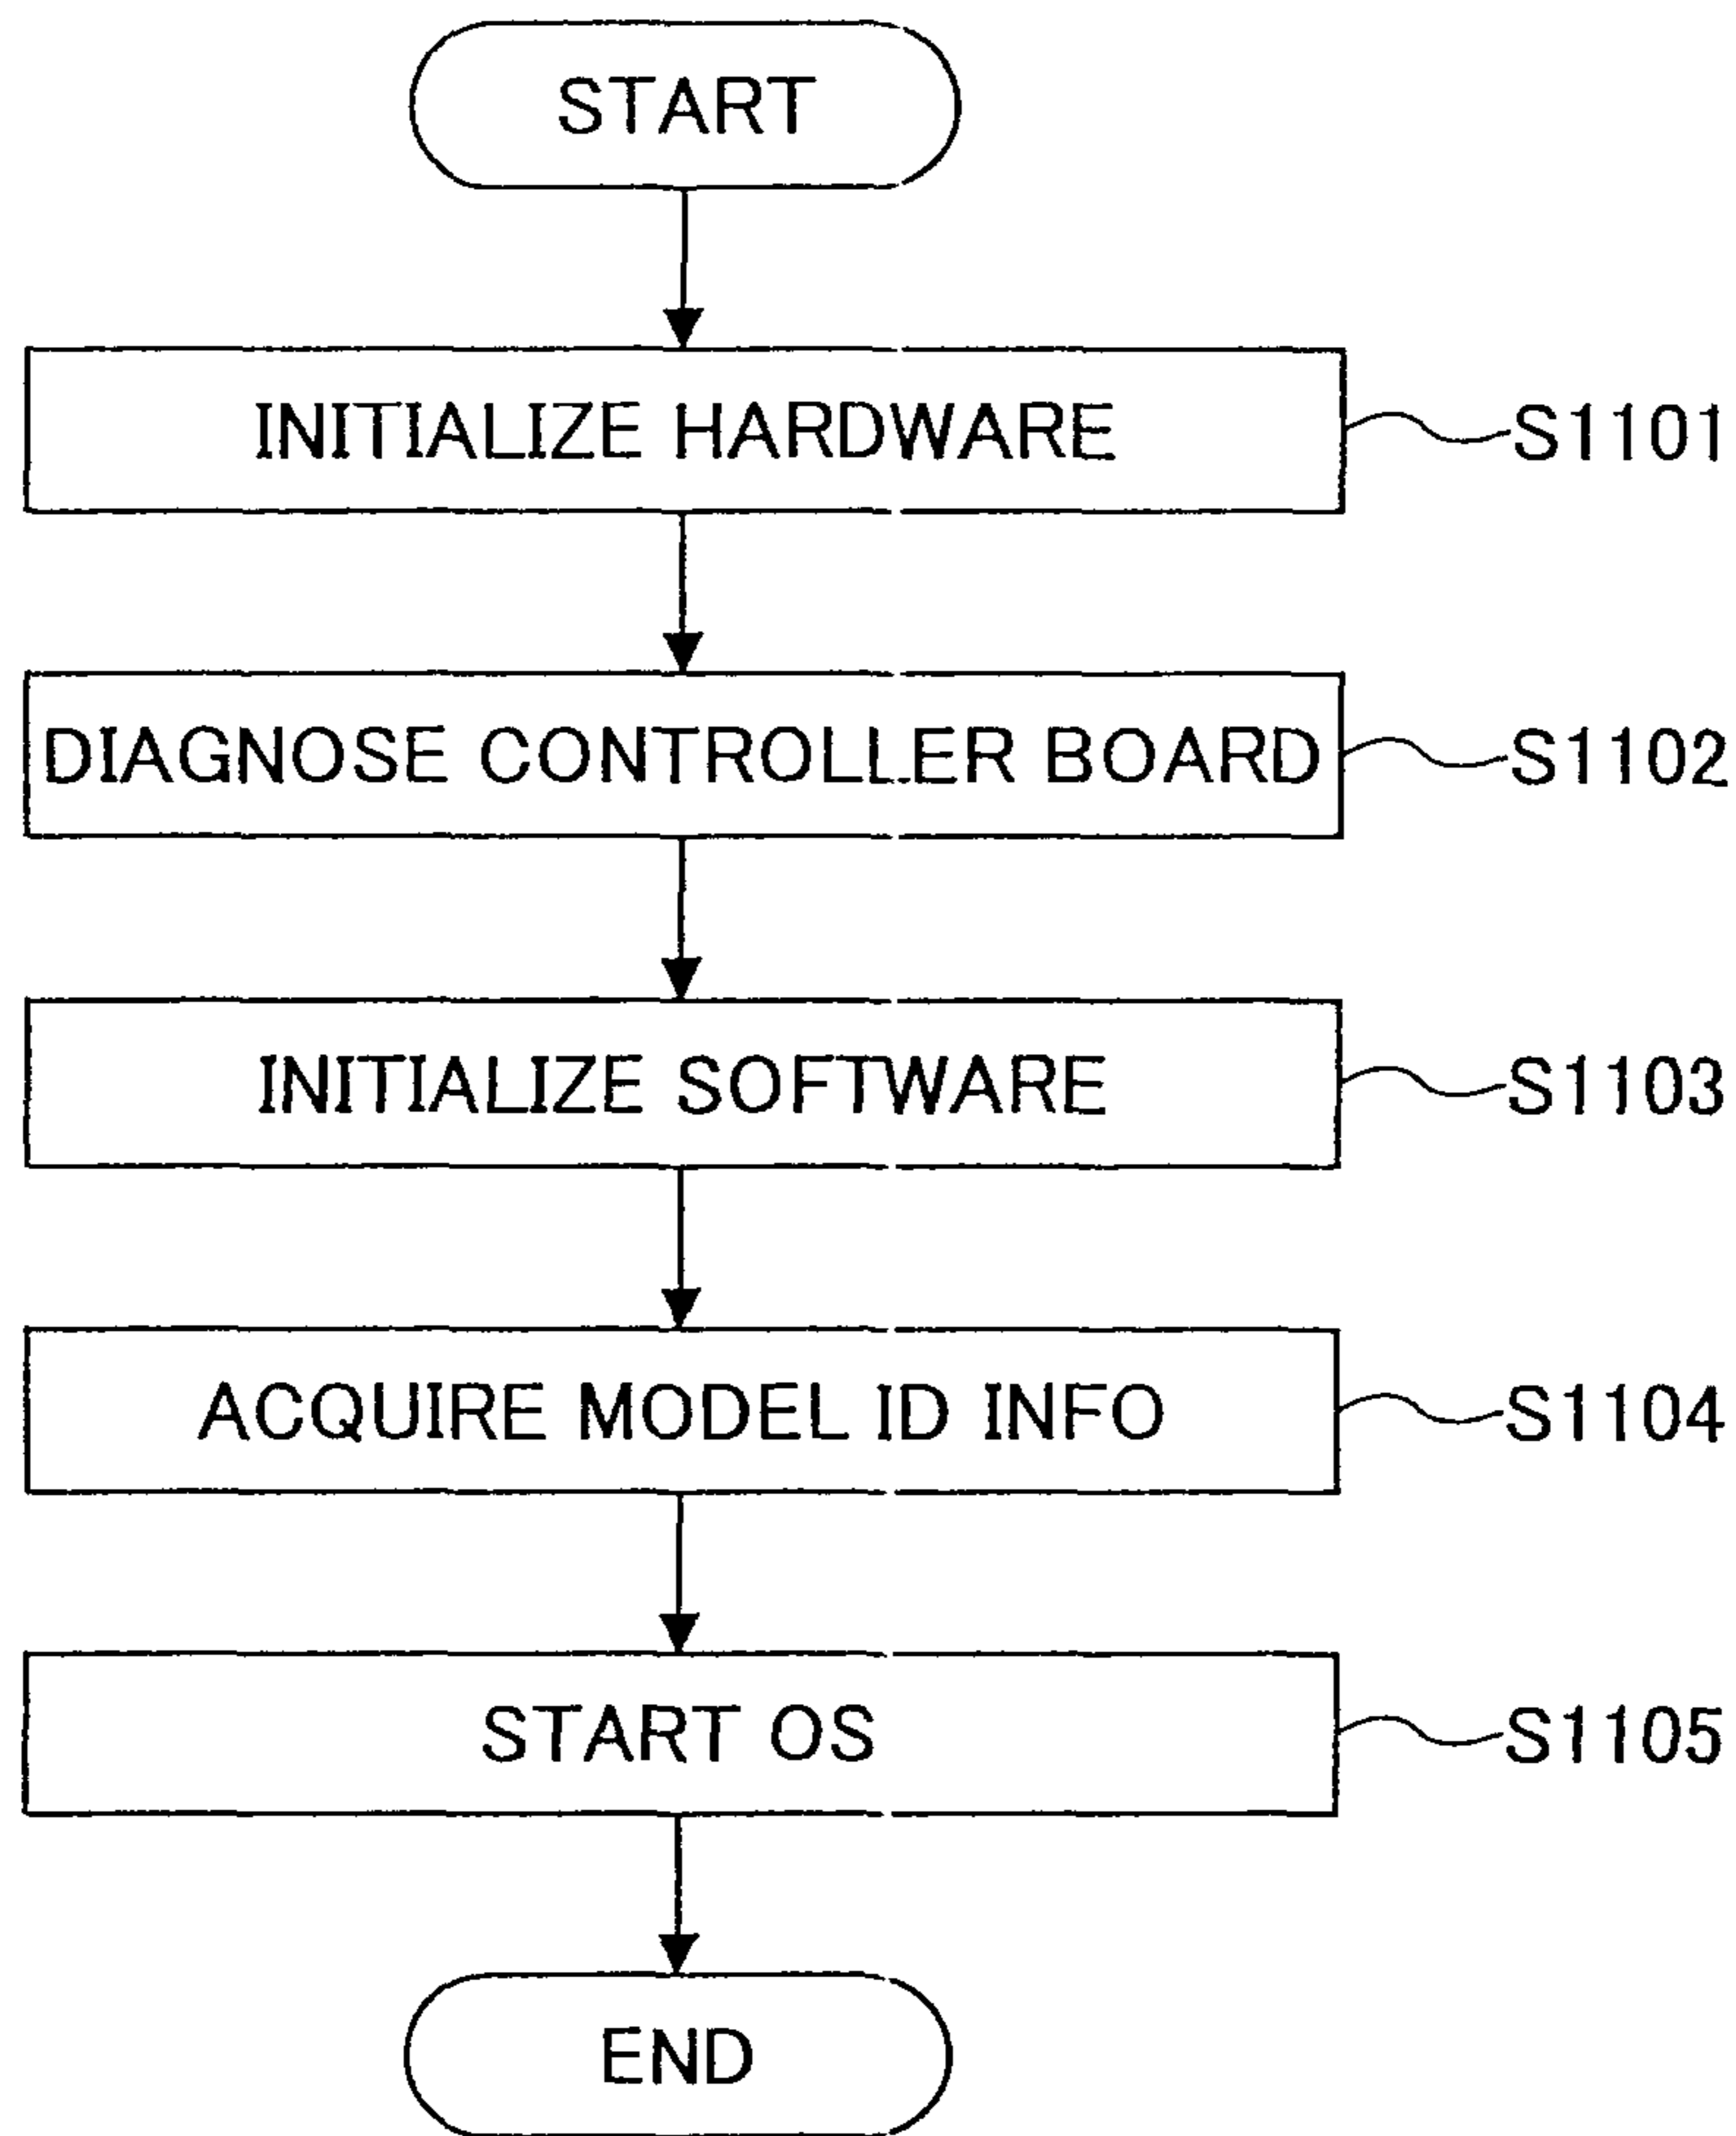 START
INITIALIZE HARDWARE S1101
DIAGNOSE CONTROLLER BOARD S1102
INITIALIZE SOFTWARE S1103
ACQUIRE MODEL ID INFO S1104
START OS S1105
END